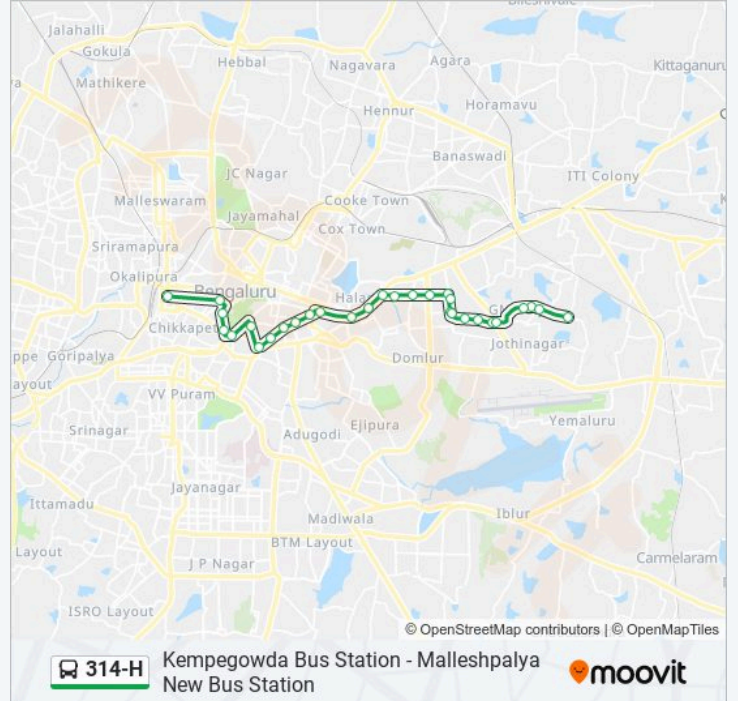 Jalahalli
Gokula
Hebbal
Nagavara
Agara
Kittaganuru
Mathikere
Horamavu
Hennur
Banaswadi
ITI Colony
JC Nagar
Malleswaram
Cooke Town
Jayamahal
Cox Town
Sriramapura
Okalipura
Bengaluru
Chikkapet
Jothinagar
Goripalya
Domlur
VV Puram
Ejipura
Yemaluru
Srinagar
Adugodi
Jayanagar
Ittamadu
Iblur
Madiwala
Layout
BTM Layout
Carmelaram
J P Nagar
ISRO Layout
© OpenStreetMap contributors | © OpenMapTiles
314-H
Kempegowda Bus Station - Malleshpalya
New Bus Station
moovit